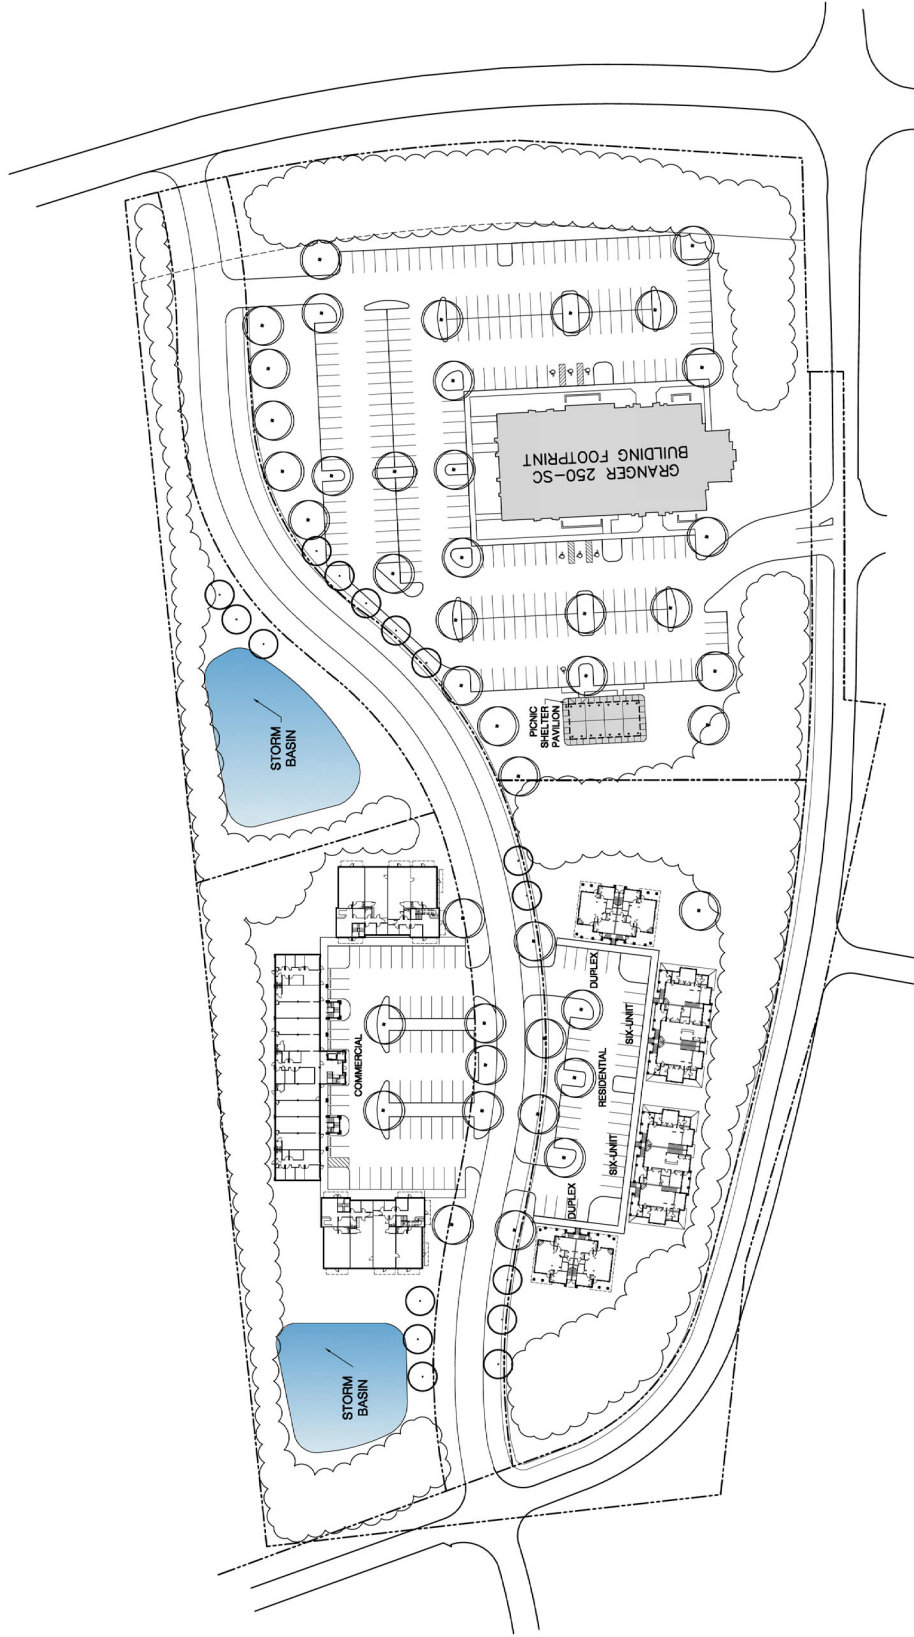 GRANGER 250-SC
BUILDING FOOTPRINT
PICNIC
SHELTER-
PAVILION
STORM
BASIN
COMMERCIAL
DUPLEX
SIX-UNIT
RESIDENTIAL
SIX-UNIT
DUPLEX
STORM
BASIN